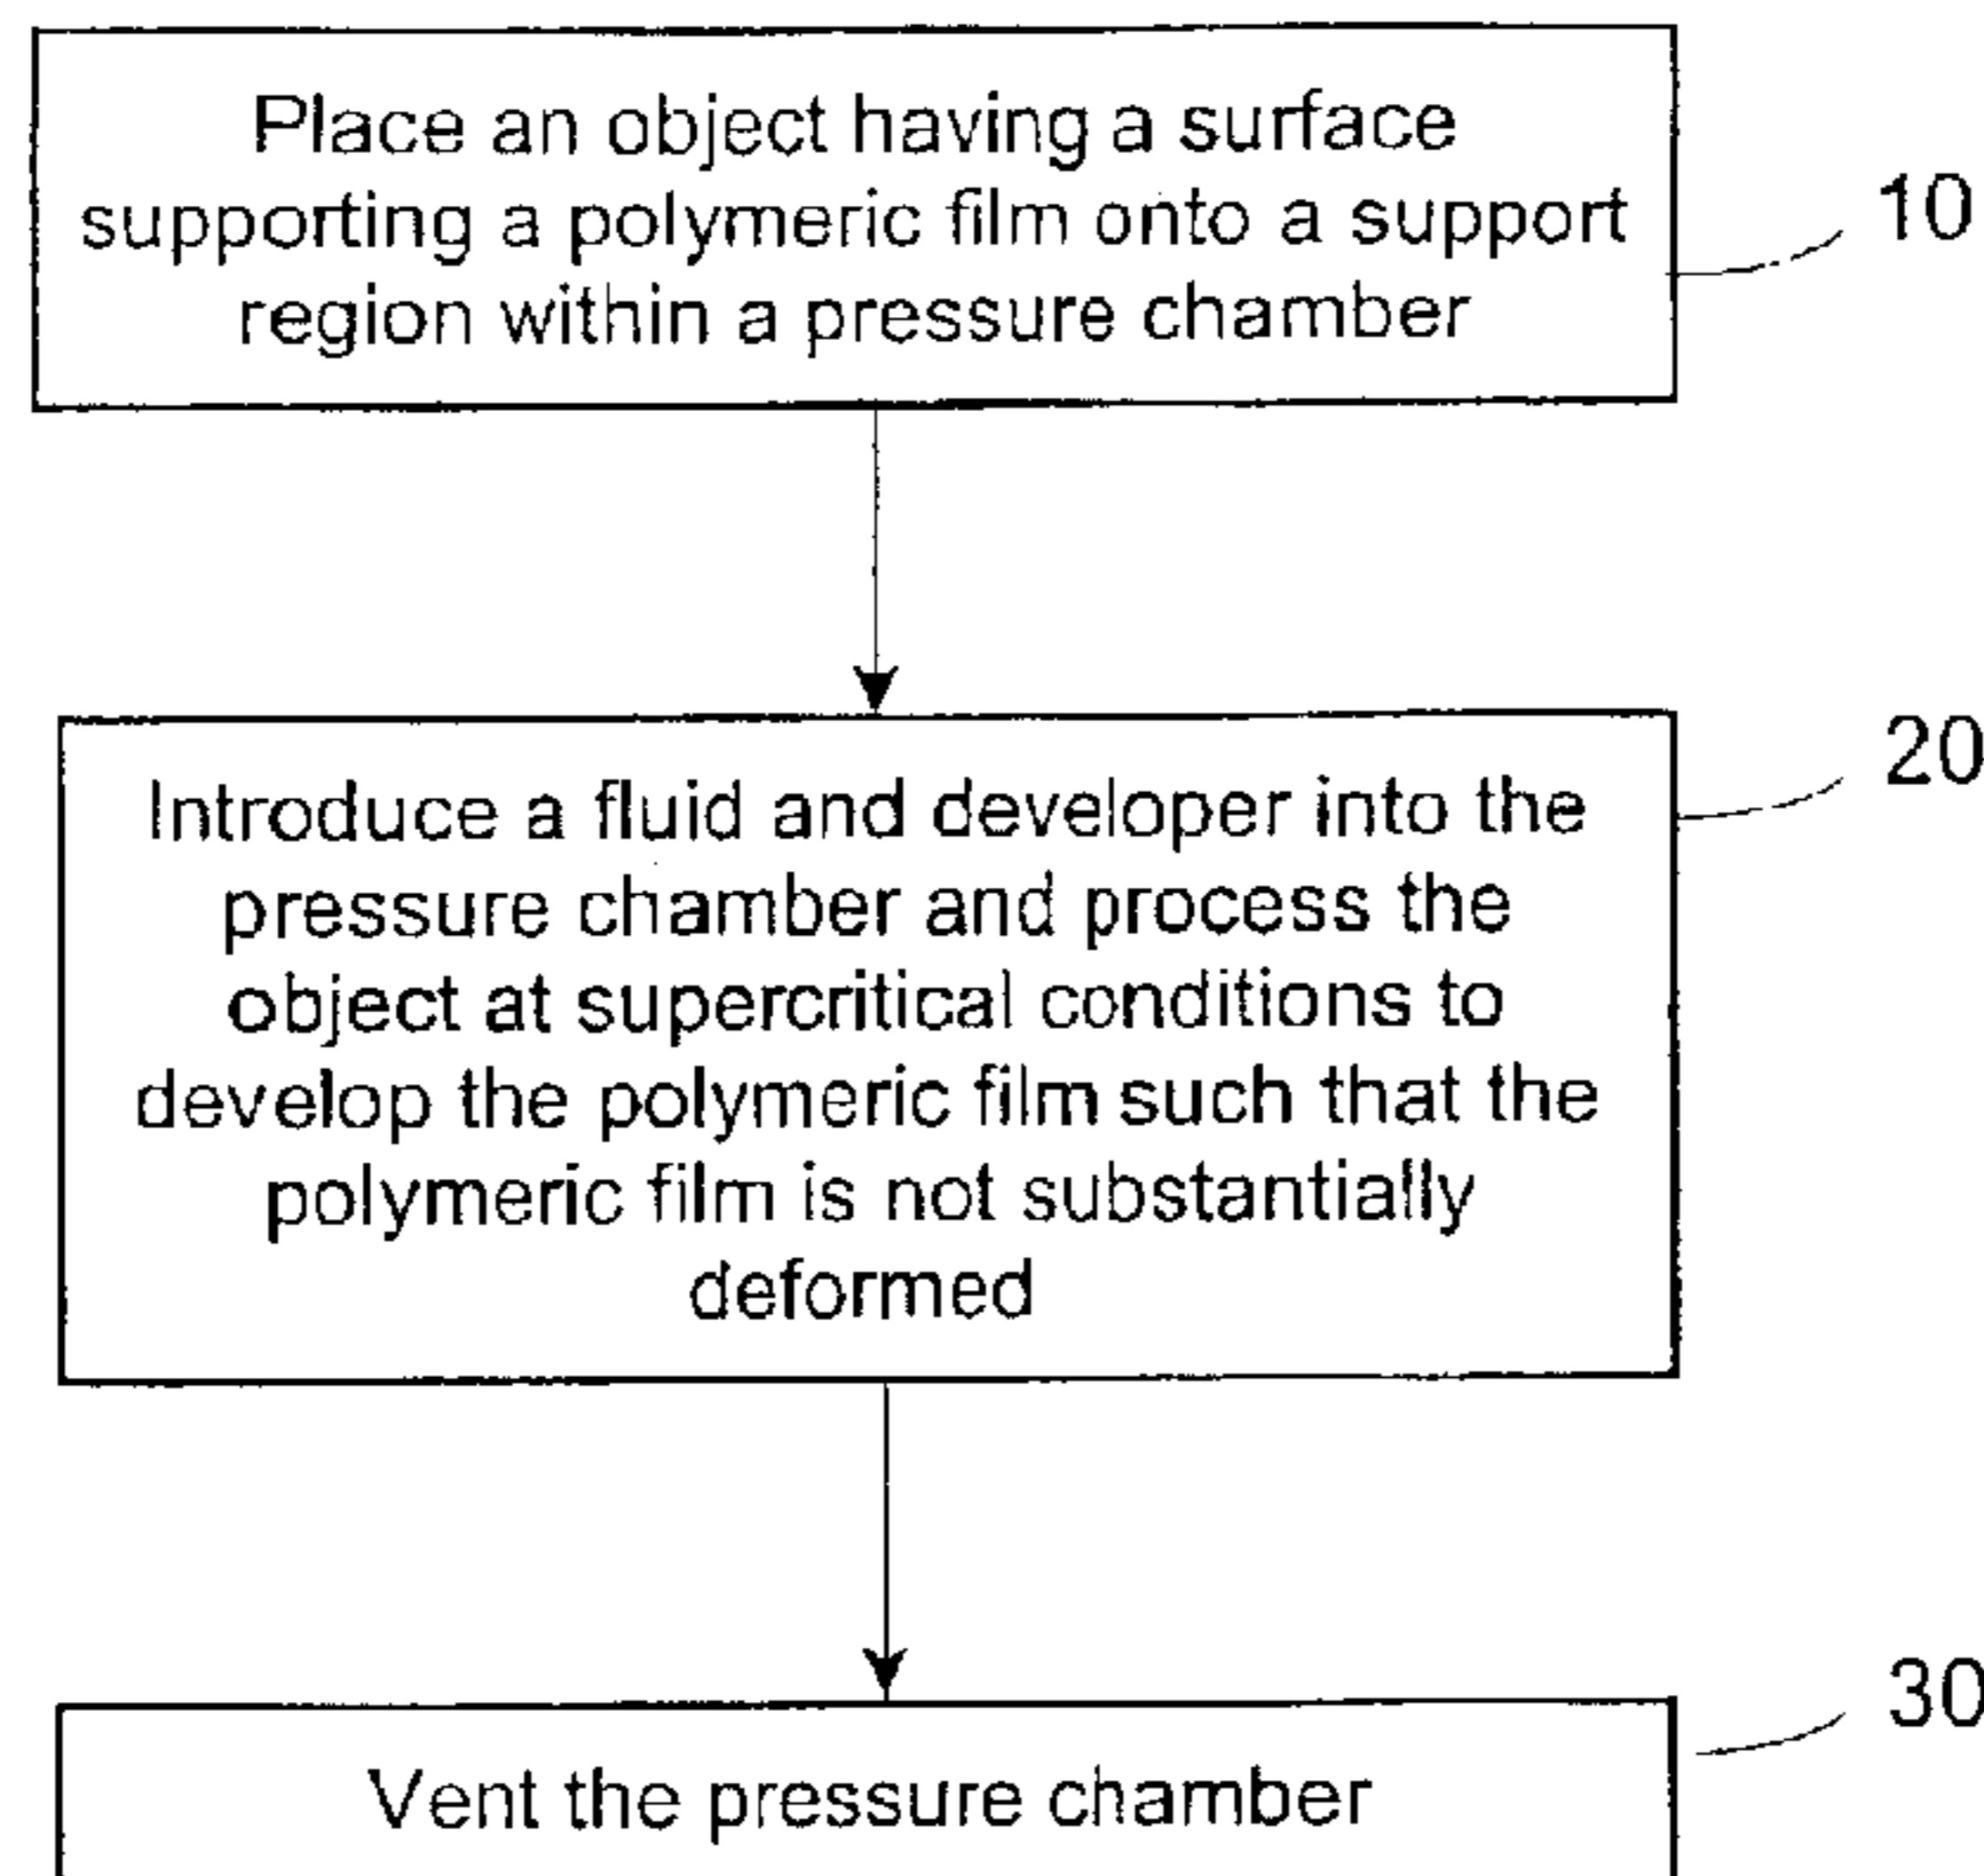 Place an object having a surface
supporting a polymeric film onto a support
region within a pressure chamber
10
Introduce a fluid and developer into the
pressure chamber and process the
object at supercritical conditions to
develop the polymeric film such that the
polymeric film is not substantially
deformed
20
Vent the pressure chamber
30